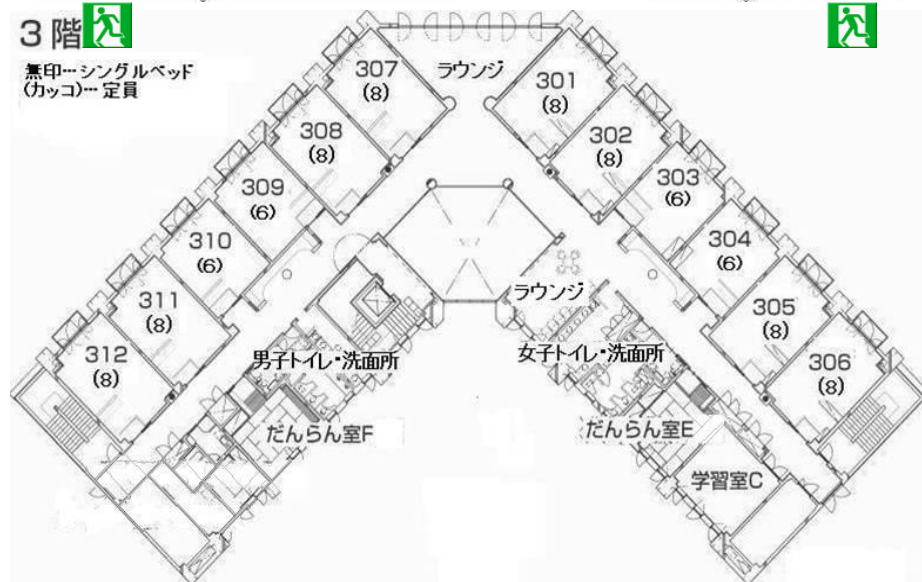 3階
無印…シングルベッド
(カッコ)…定員
ラウンジ
307
(8)
308
(8)
309
(6)
310
(6)
311
(8)
312
(8)
301
(8)
302
(8)
303
(6)
304
(6)
305
(8)
306
(8)
ラウンジ
男子トイレ・洗面所
女子トイレ・洗面所
だんらん室F
だんらん室E
学習室C